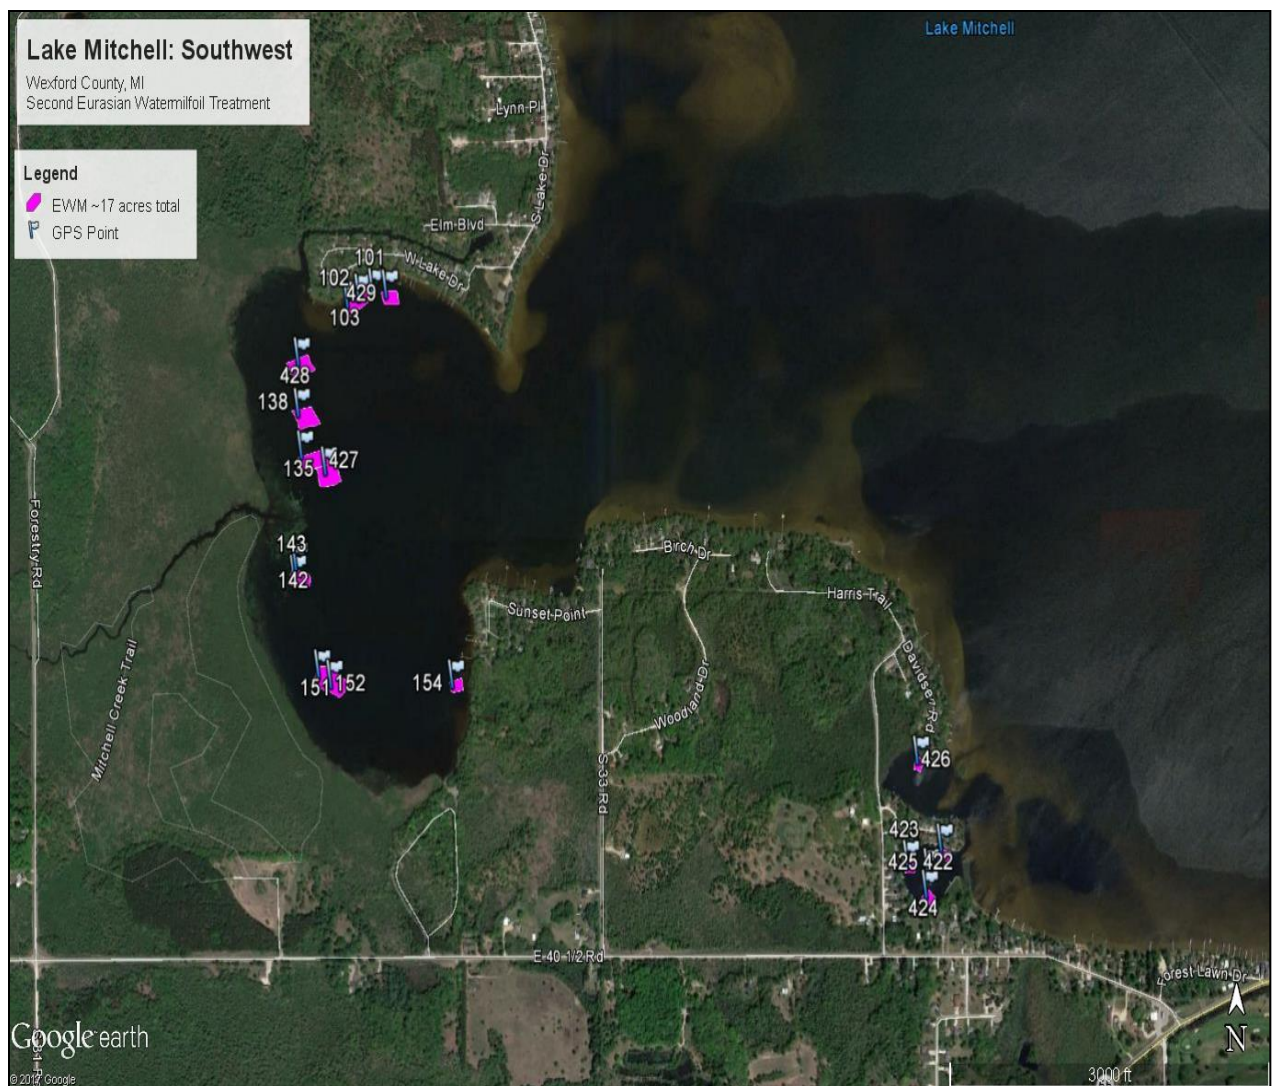 Lake Mitchell: Southwest
Wexford County, MI
Second Eurasian Watermilfoil Treatment
Lake Mitchell
Legend
EWM ~17 acres total
GPS Point
Lynn Pl
S Lake Dr
Elm Blvd
W Lake Dr
101
102
429
103
428
138
135
427
143
142
151
152
154
Forestry Rd
Mitchell Creek Trail
Sunset Point
Birch Dr
Harris Trail
Davidsen Rd
Woodland Dr
S 33 Rd
426
423
425
422
424
E 40 1/2 Rd
Forest Lawn Dr
N
3000 ft
Google earth
Google